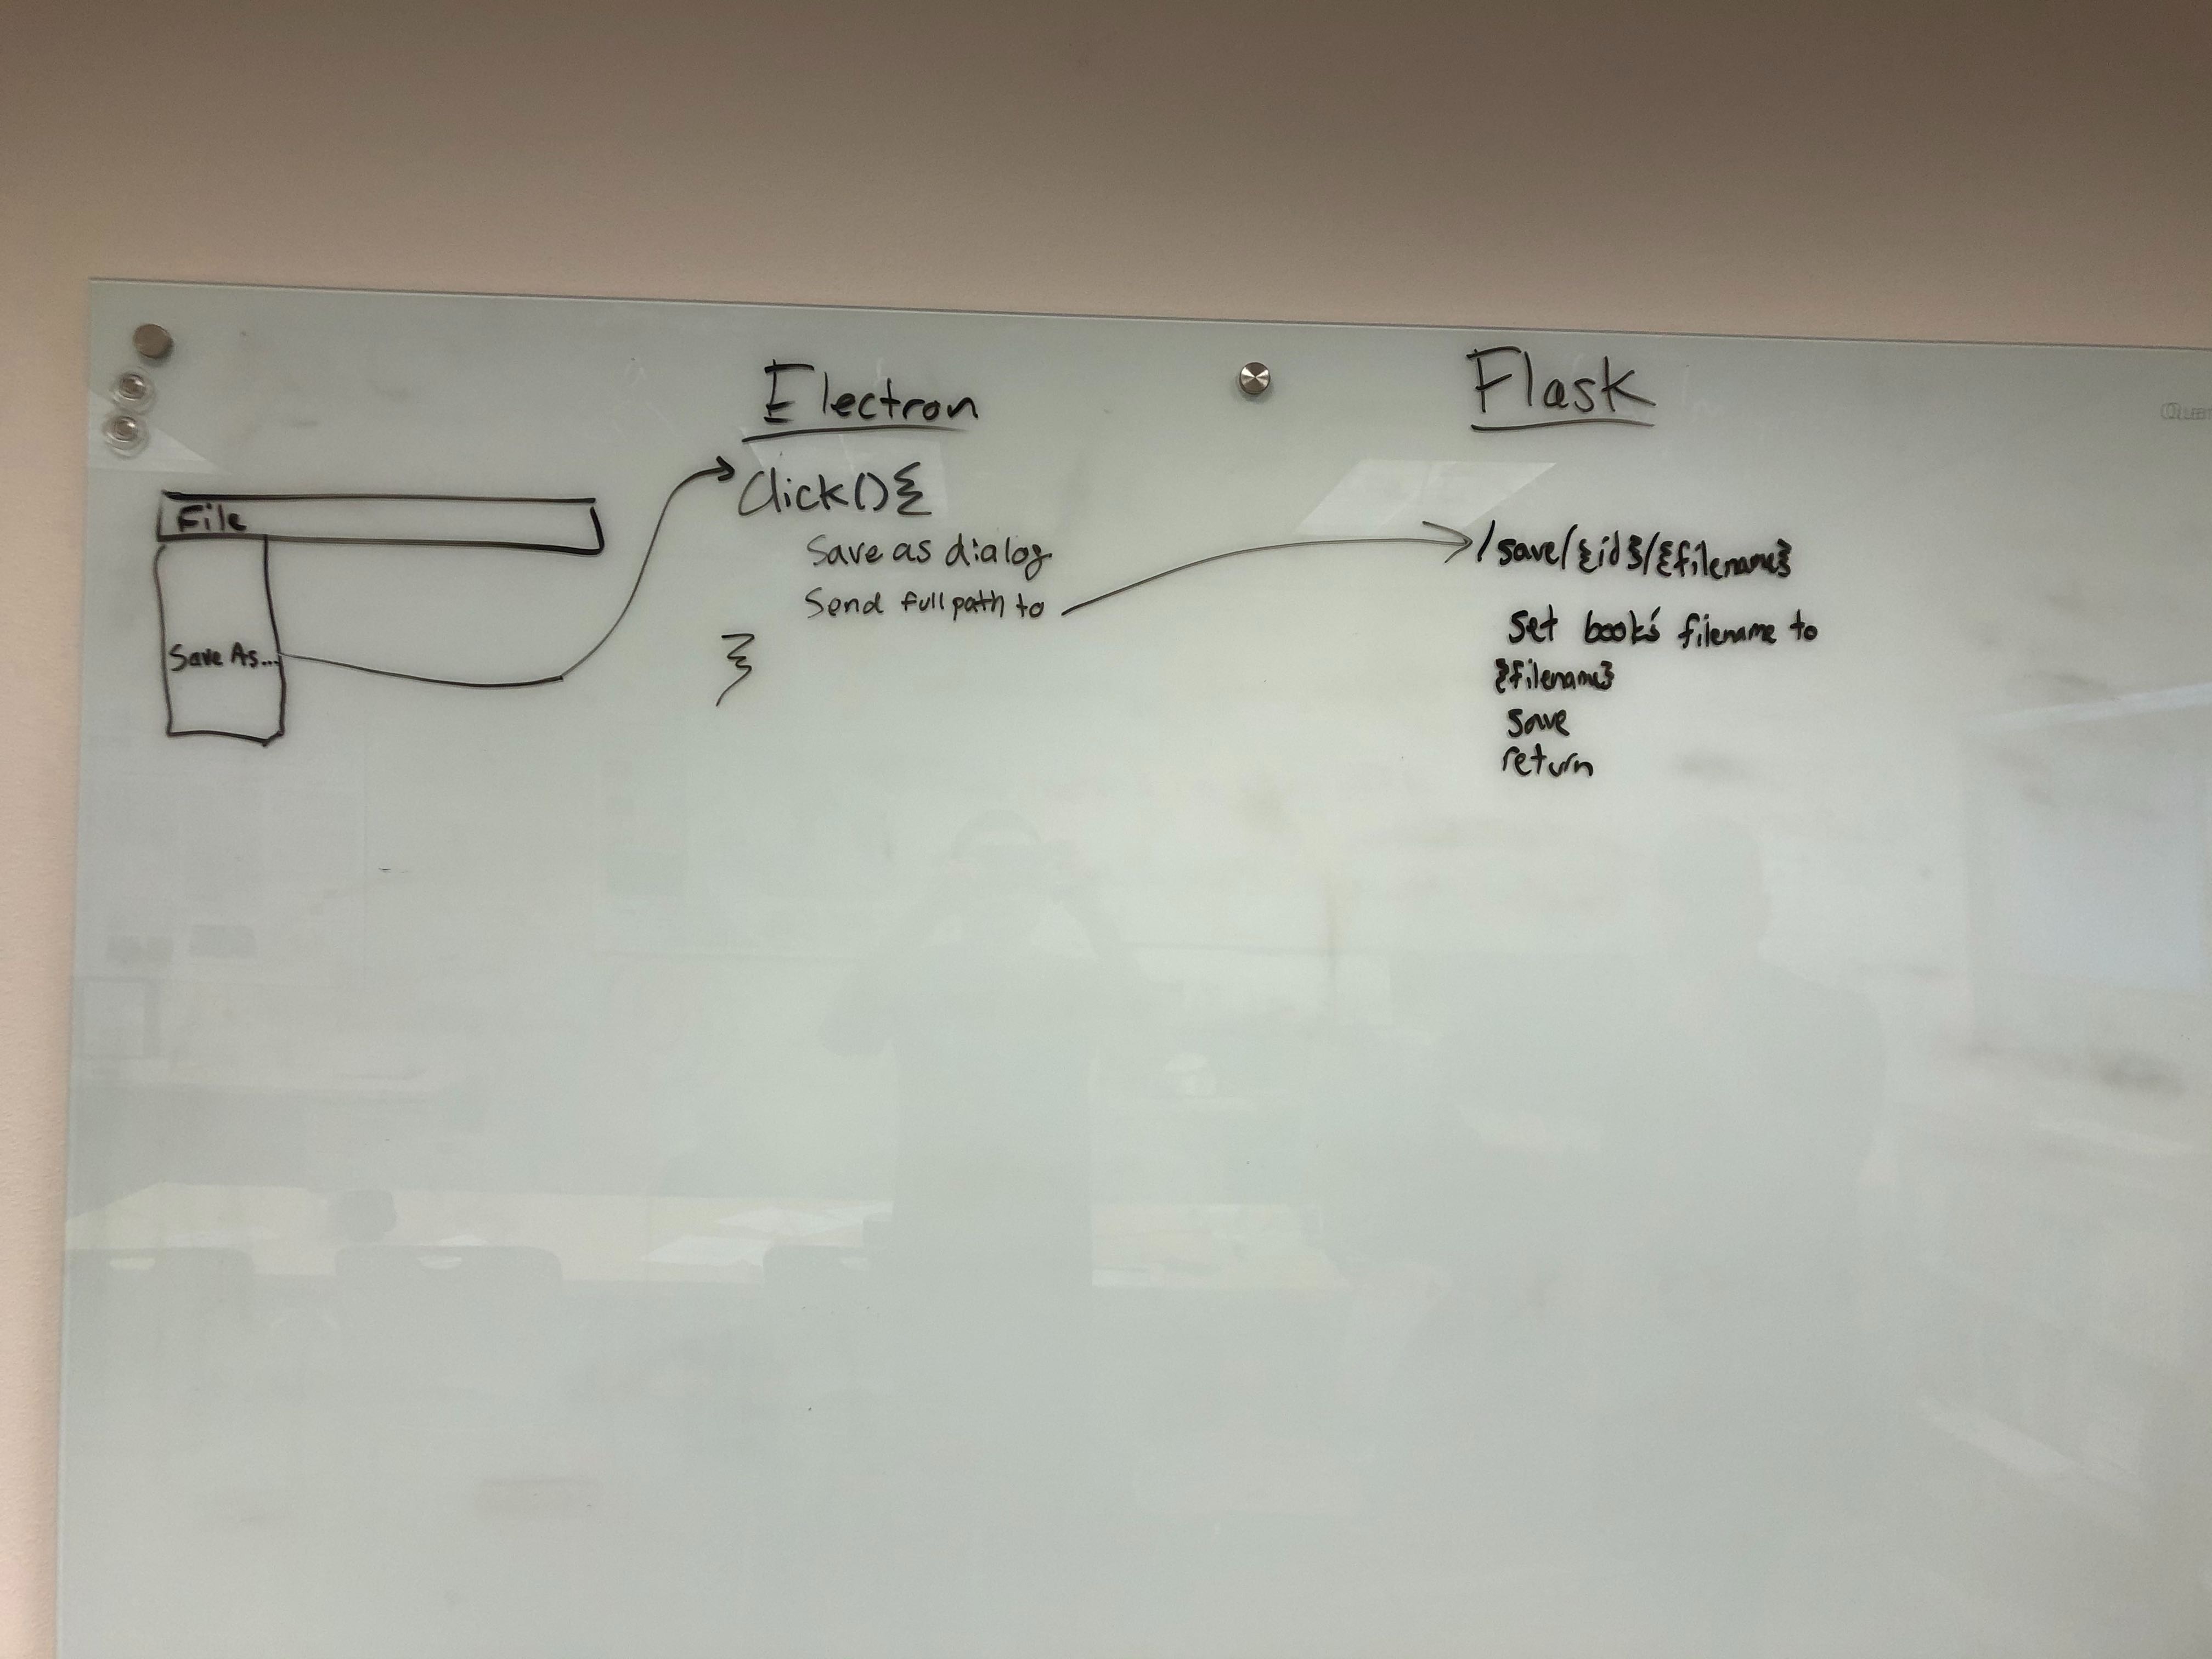 File
Save As...
Electron
Click(){
Save as dialog
Send full path to
}
Flask
/save/{id}/{filename}
Set book's filename to
{filename}
save
return